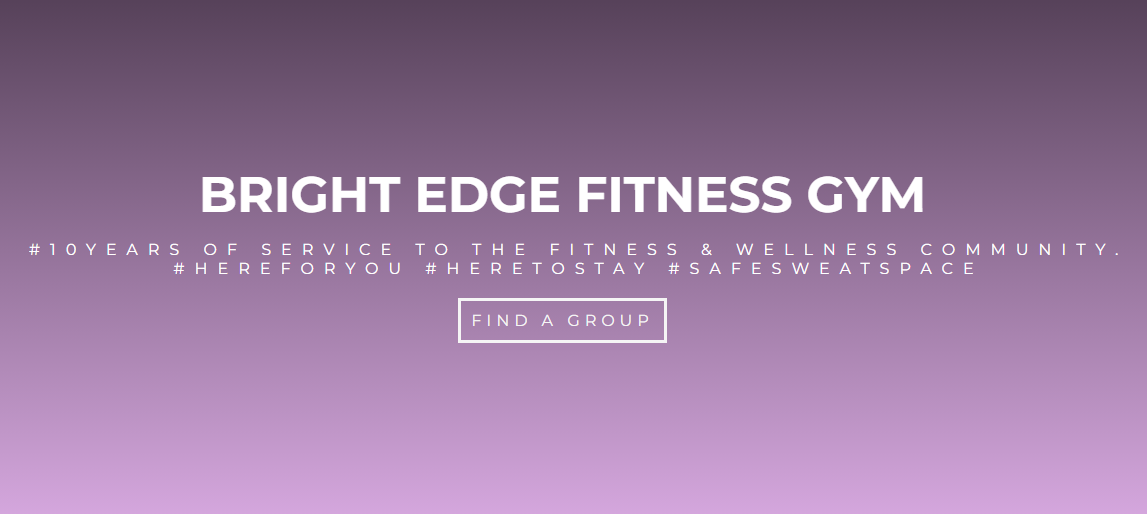 BRIGHT EDGE FITNESS GYM
#10YEARS OF SERVICE TO THE FITNESS & WELLNESS COMMUNITY.
#HEREFORYOU #HERETOSTAY #SAFESWEATSPACE
FIND A GROUP